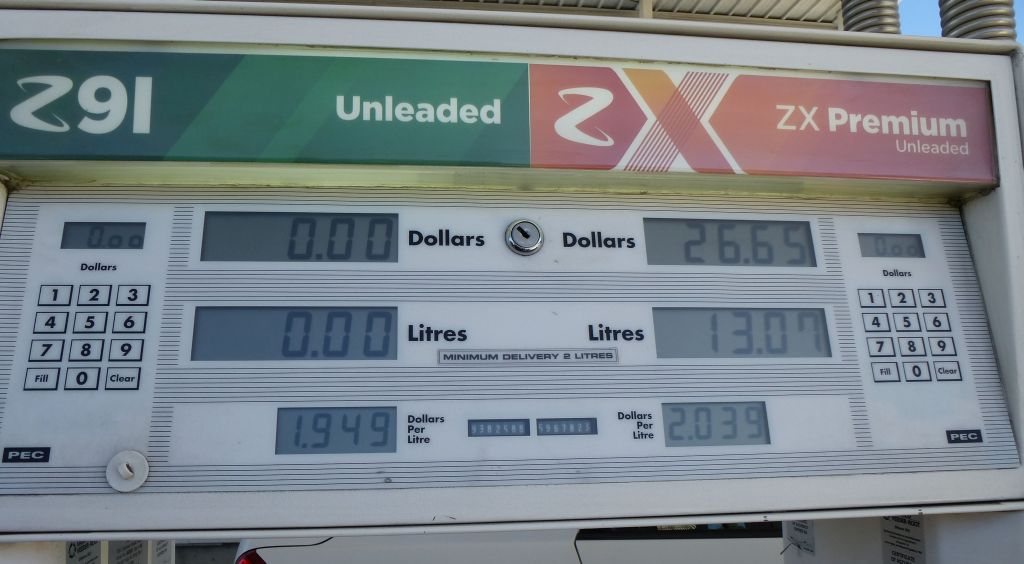 Z91
Unleaded
ZX
ZX Premium
Unleaded
0.00
0.00
Dollars
Dollars
26.65
0.00
Dollars
Dollars
1 2 3
4 5 6
7 8 9
Fill 0 Clear
0.00
Litres
Litres
13.07
MINIMUM DELIVERY 2 LITRES
1 2 3
4 5 6
7 8 9
Fill 0 Clear
1.949
Dollars
Per
Litre
Dollars
Per
Litre
2.039
PEC
PEC